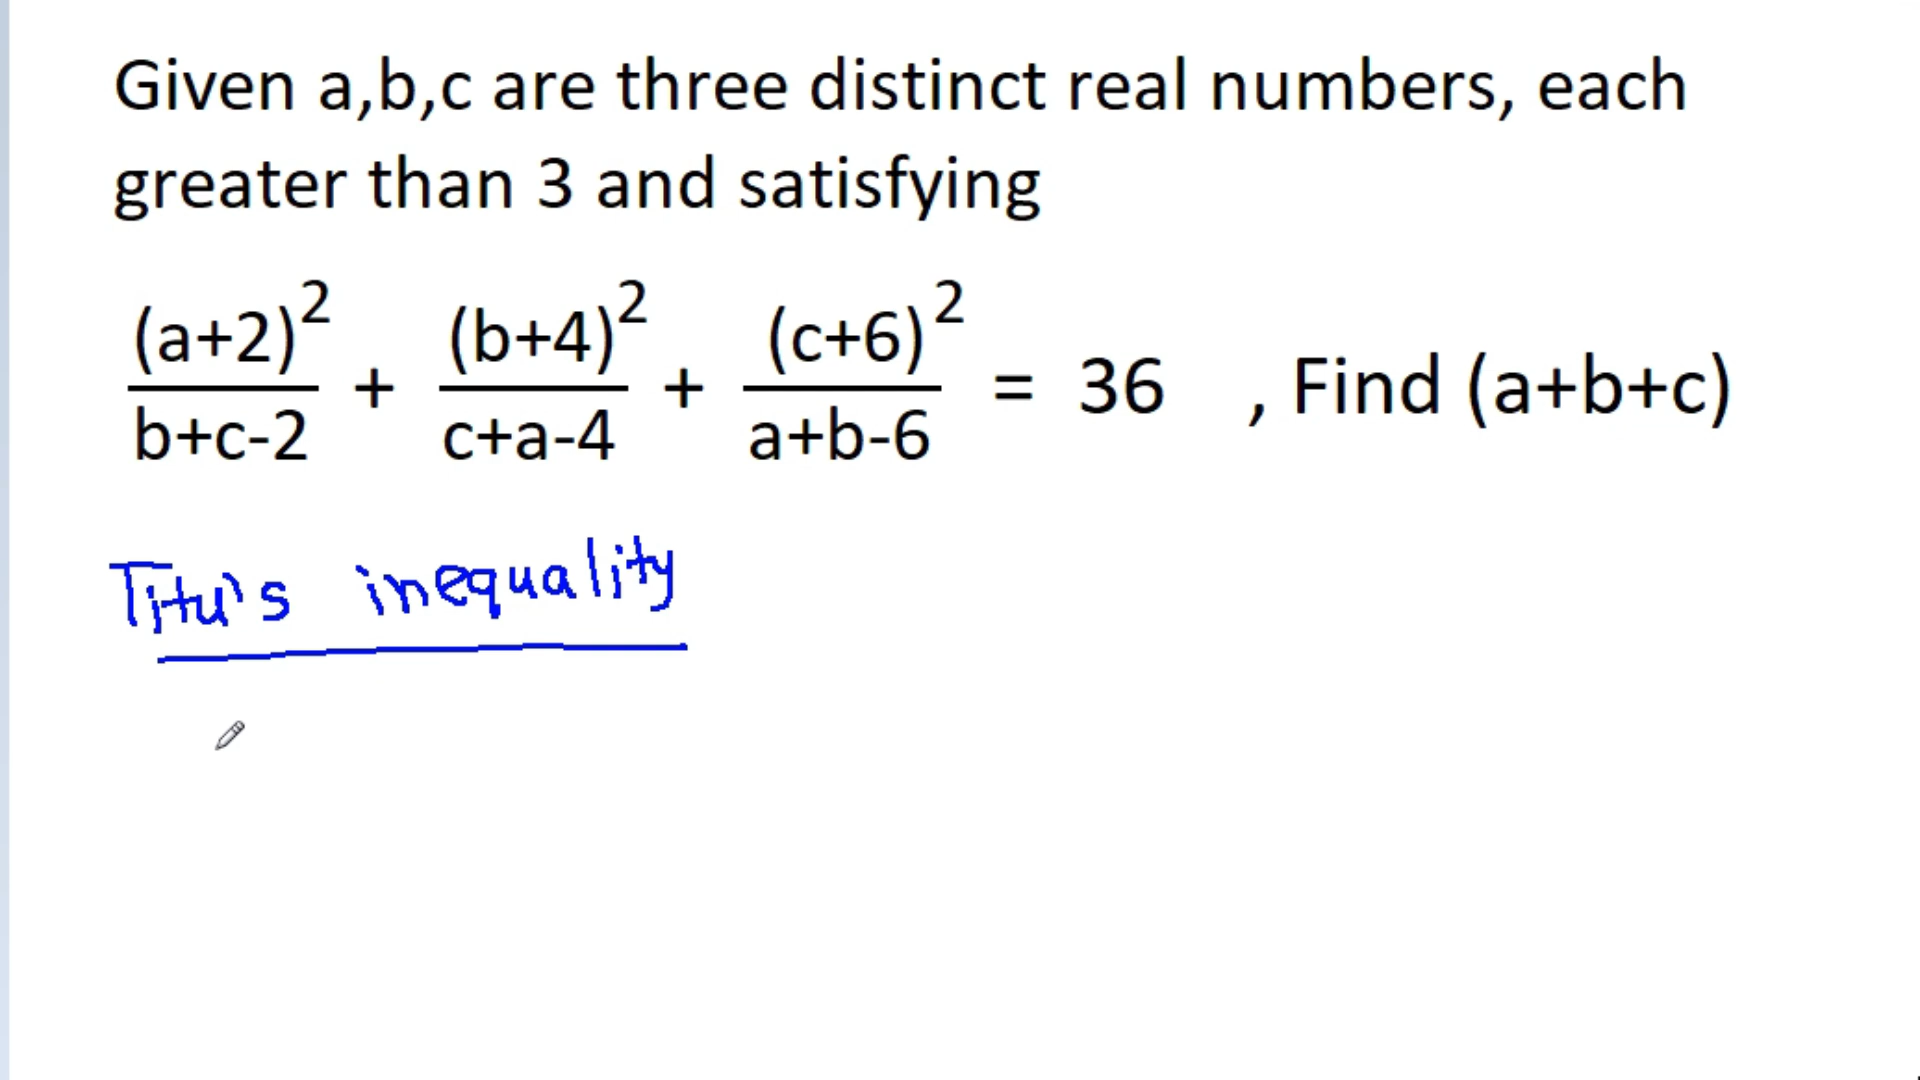 Given a,b,c are three distinct real numbers, each
greater than 3 and satisfying
(a+2)²/b+c-2 + (b+4)²/c+a-4 + (c+6)²/a+b-6 = 36 , Find (a+b+c)
Titu's inequality